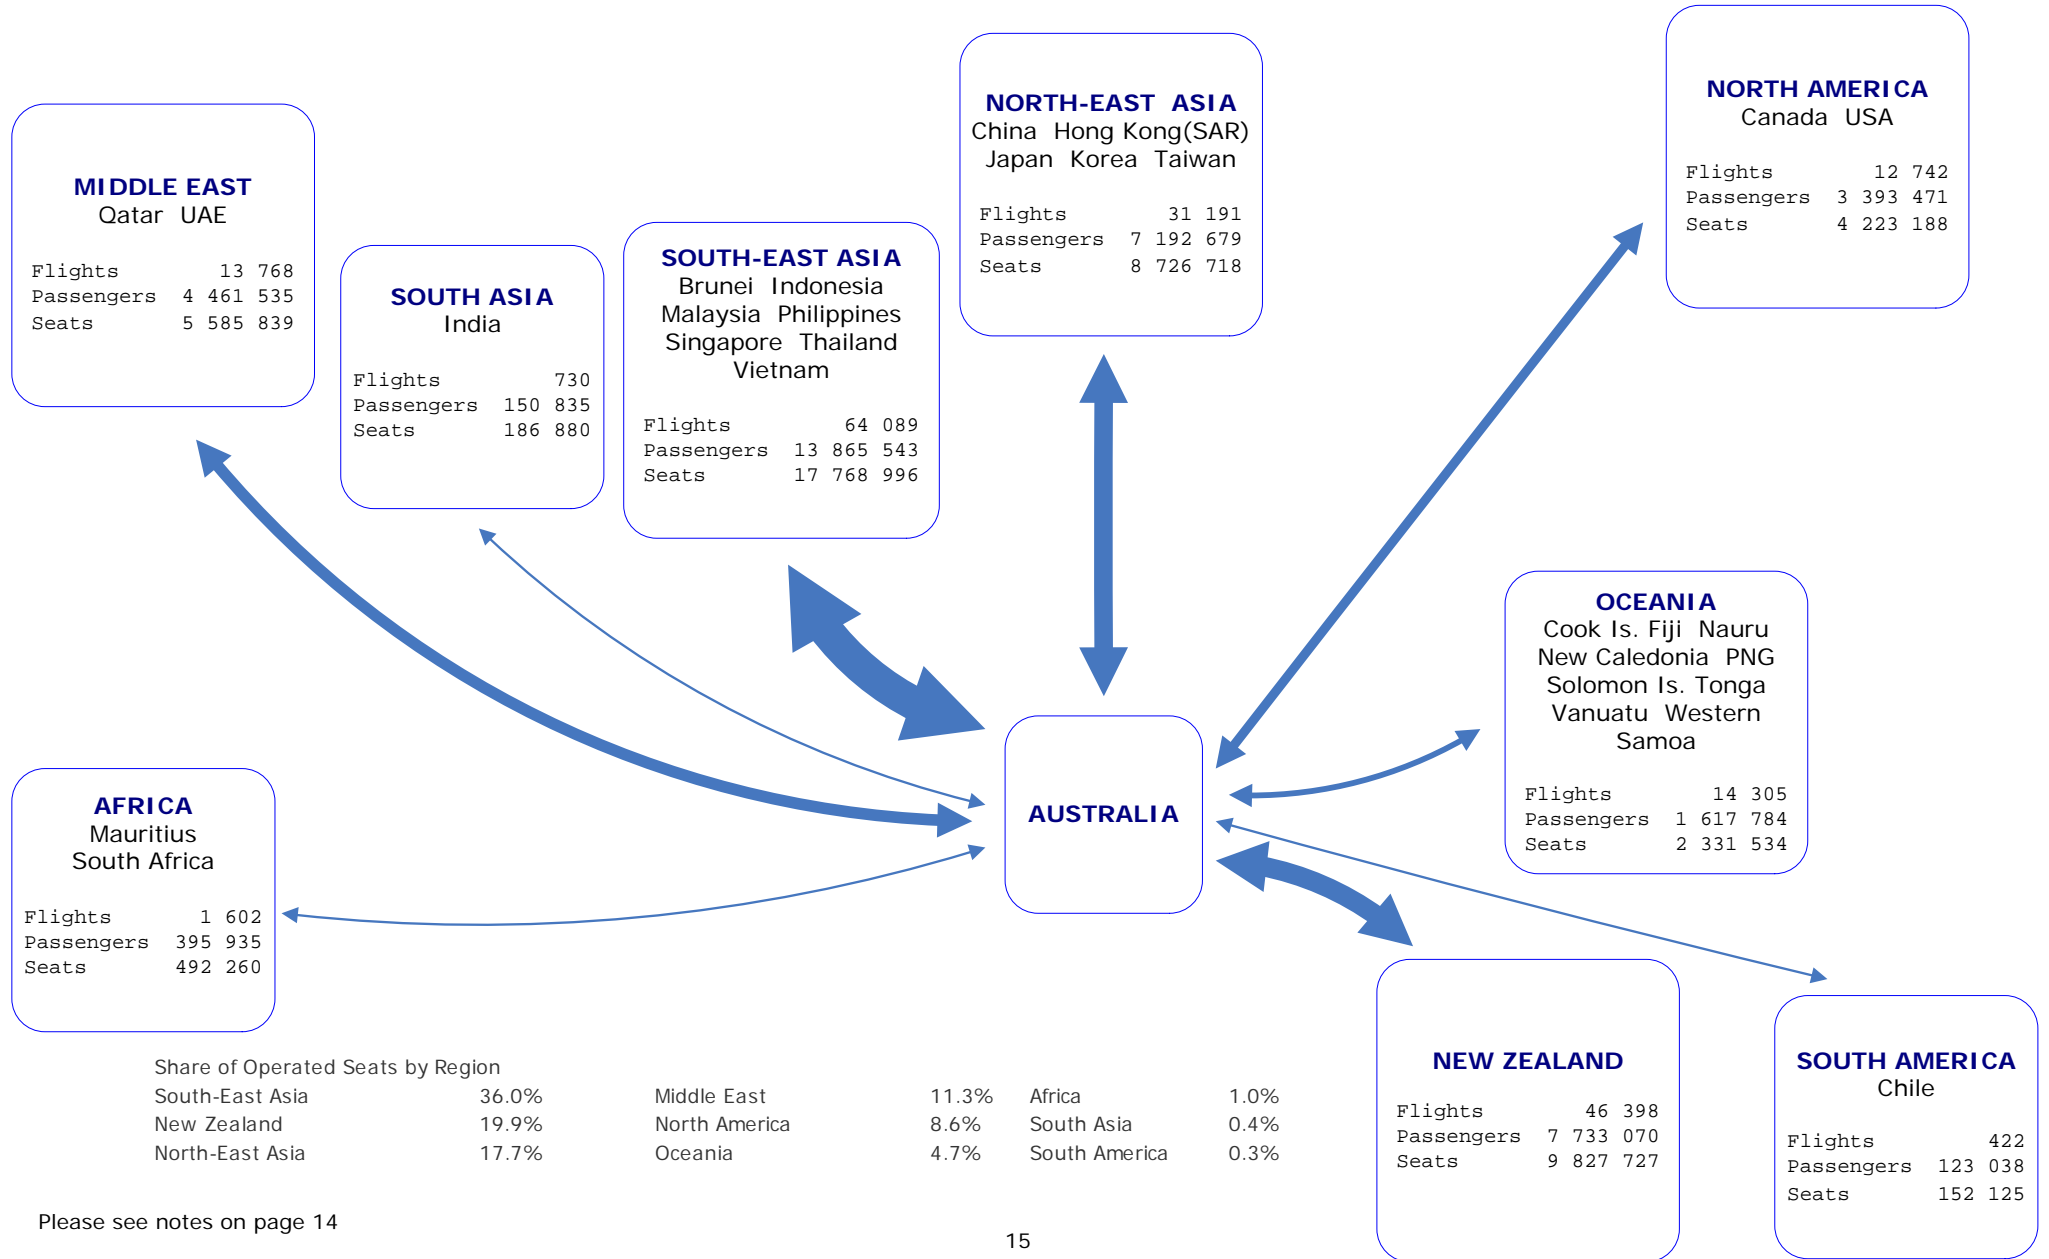 MIDDLE EAST
Qatar UAE
Flights 13 768
Passengers 4 461 535
Seats 5 585 839
SOUTH ASIA
India
Flights 730
Passengers 150 835
Seats 186 880
SOUTH-EAST ASIA
Brunei Indonesia
Malaysia Philippines
Singapore Thailand
Vietnam
Flights 64 089
Passengers 13 865 543
Seats 17 768 996
NORTH-EAST ASIA
China Hong Kong(SAR)
Japan Korea Taiwan
Flights 31 191
Passengers 7 192 679
Seats 8 726 718
NORTH AMERICA
Canada USA
Flights 12 742
Passengers 3 393 471
Seats 4 223 188
OCEANIA
Cook Is. Fiji Nauru
New Caledonia PNG
Solomon Is. Tonga
Vanuatu Western
Samoa
Flights 14 305
Passengers 1 617 784
Seats 2 331 534
AUSTRALIA
AFRICA
Mauritius
South Africa
Flights 1 602
Passengers 395 935
Seats 492 260
NEW ZEALAND
Flights 46 398
Passengers 7 733 070
Seats 9 827 727
SOUTH AMERICA
Chile
Flights 422
Passengers 123 038
Seats 152 125
Share of Operated Seats by Region
South-East Asia 36.0% Middle East 11.3% Africa 1.0%
New Zealand 19.9% North America 8.6% South Asia 0.4%
North-East Asia 17.7% Oceania 4.7% South America 0.3%
Please see notes on page 14
15